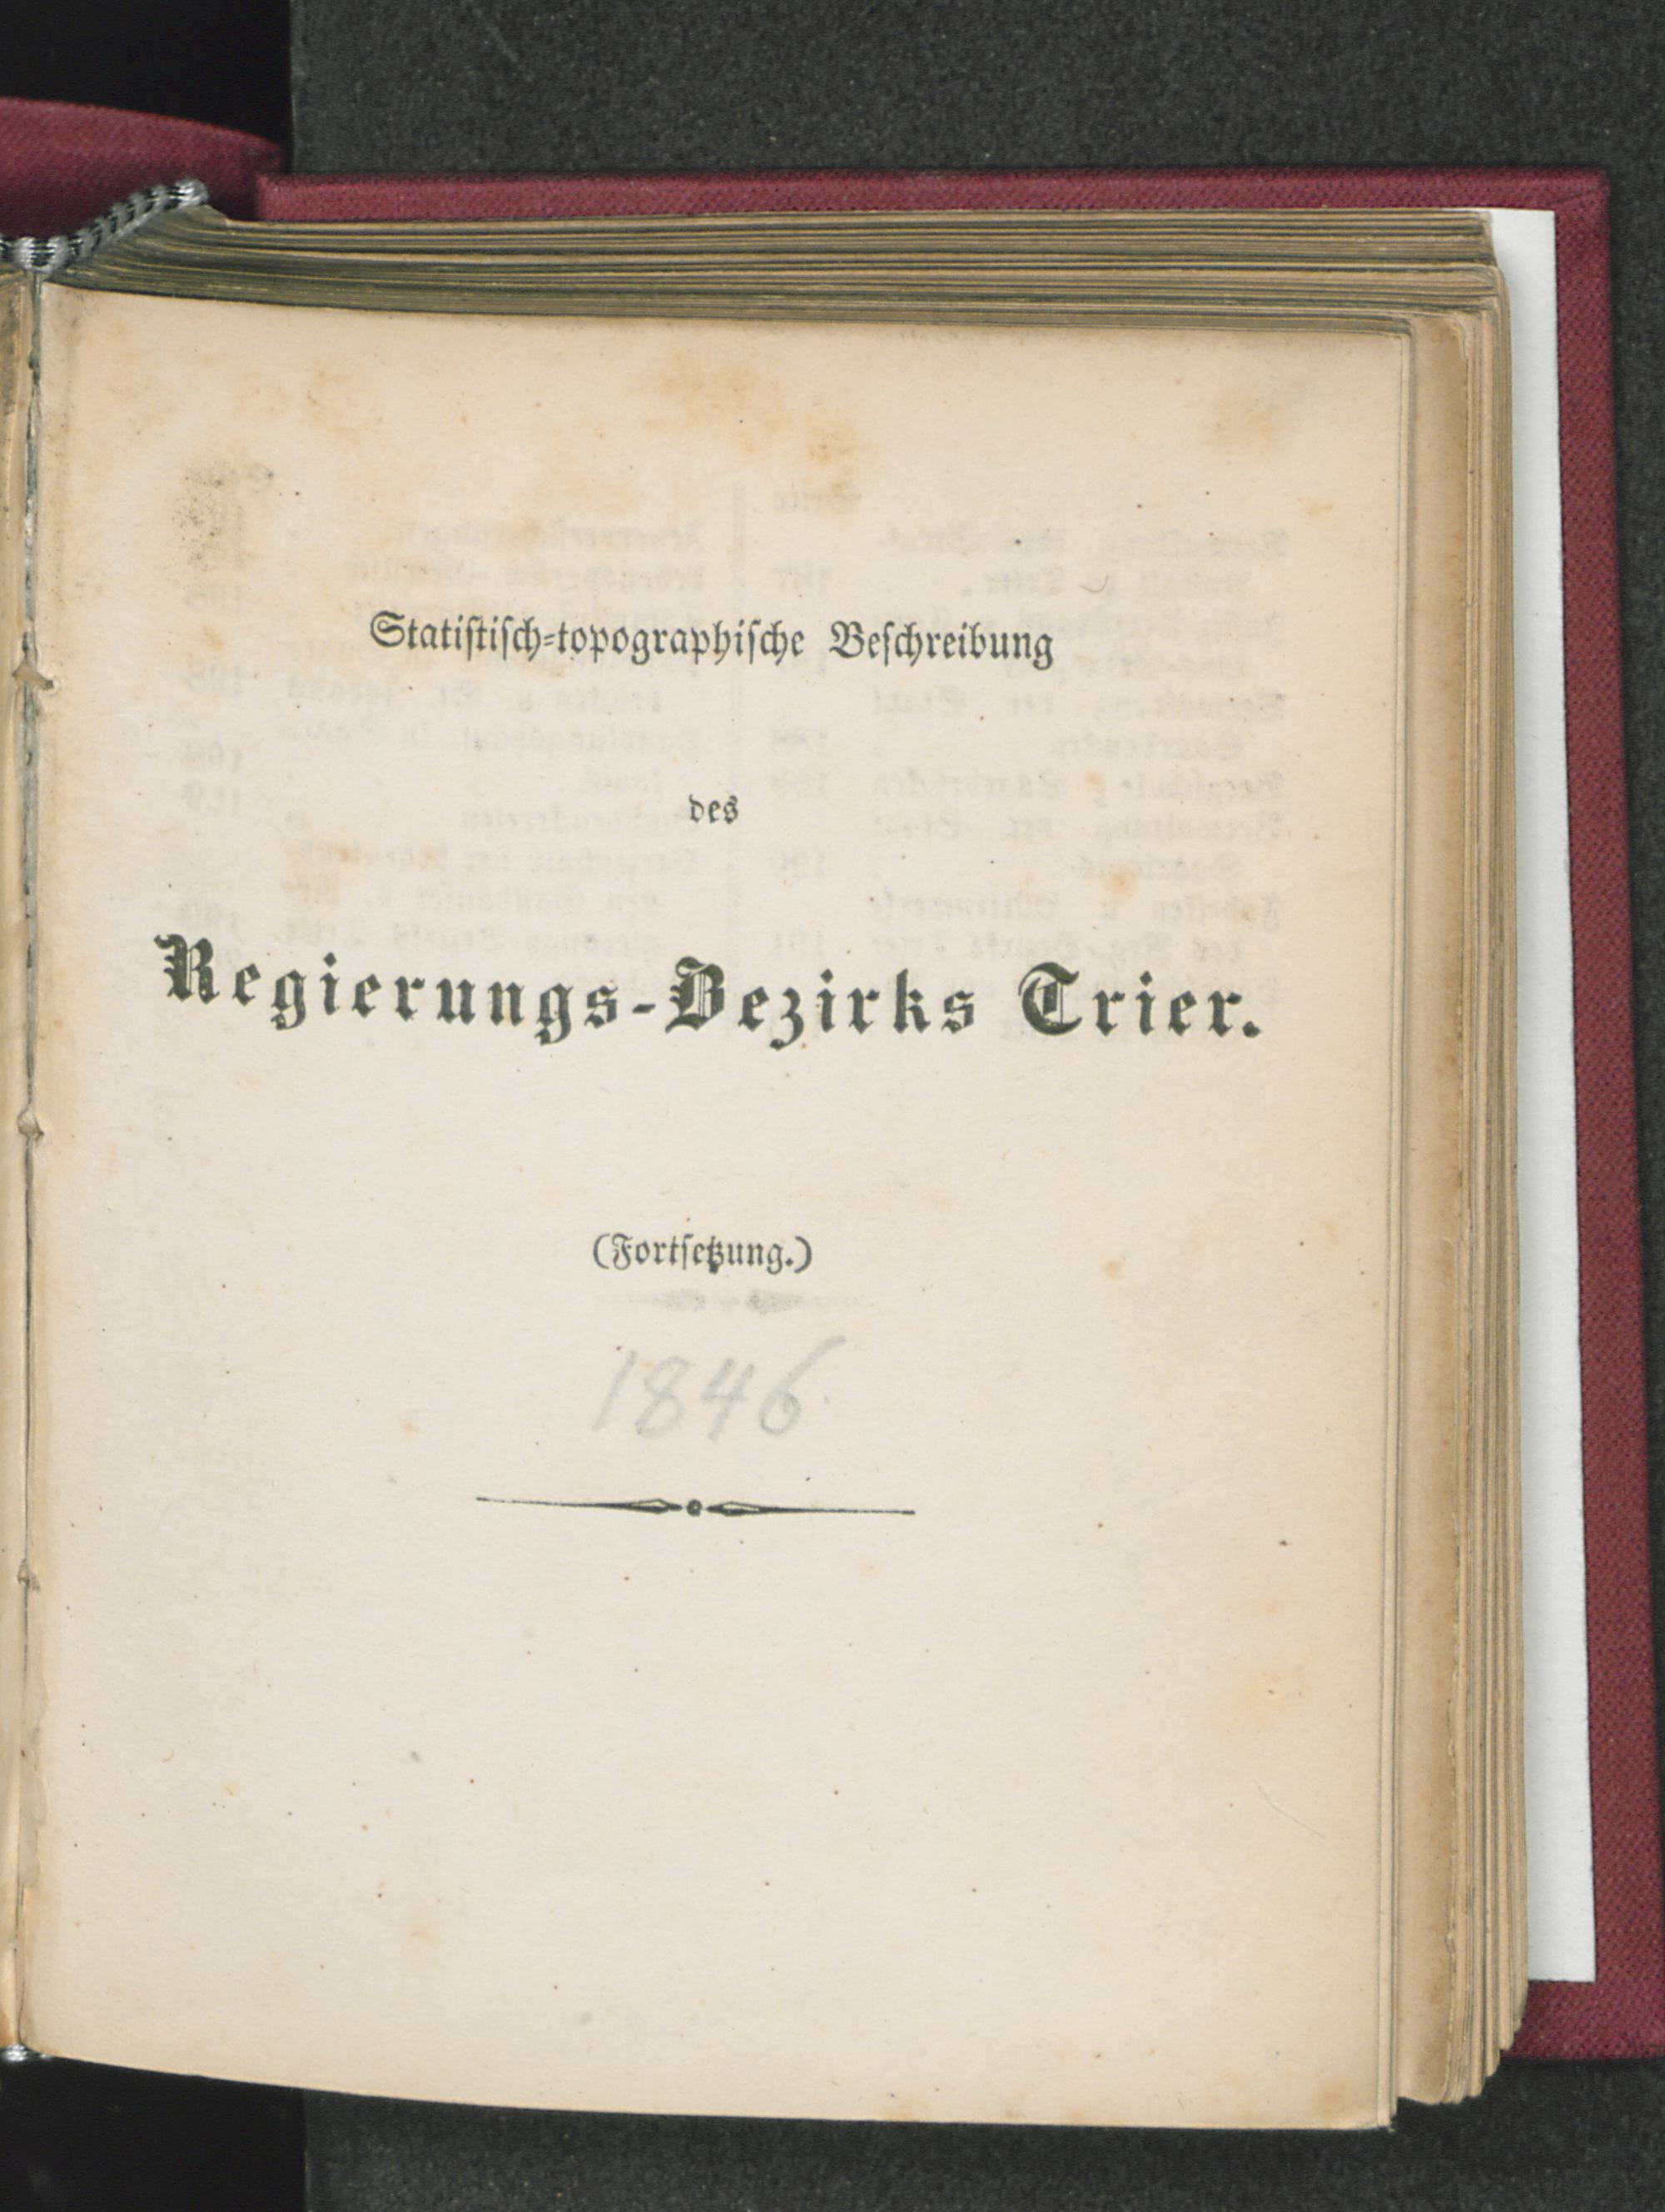 Statiſtiſch-topographiſche Beſchreibung
des
Regierungs-Bezirks Trier.
(Fortſetzung.)
1846